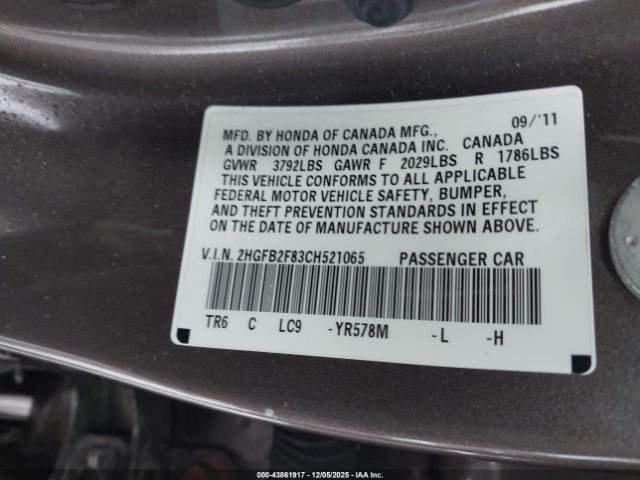 09/'11
MFD. BY HONDA OF CANADA MFG.,
A DIVISION OF HONDA CANADA INC. CANADA
GVWR 3792LBS GAWR F 2029LBS R 1786LBS
THIS VEHICLE CONFORMS TO ALL APPLICABLE
FEDERAL MOTOR VEHICLE SAFETY, BUMPER,
AND THEFT PREVENTION STANDARDS IN EFFECT
ON THE DATE OF MANUFACTURE SHOWN ABOVE.
V.I.N. 2HGFB2F83CH521065 PASSENGER CAR
TR6 C LC9 -YR578M -L -H
000-43861917 - 12/05/2025 - IAA Inc.